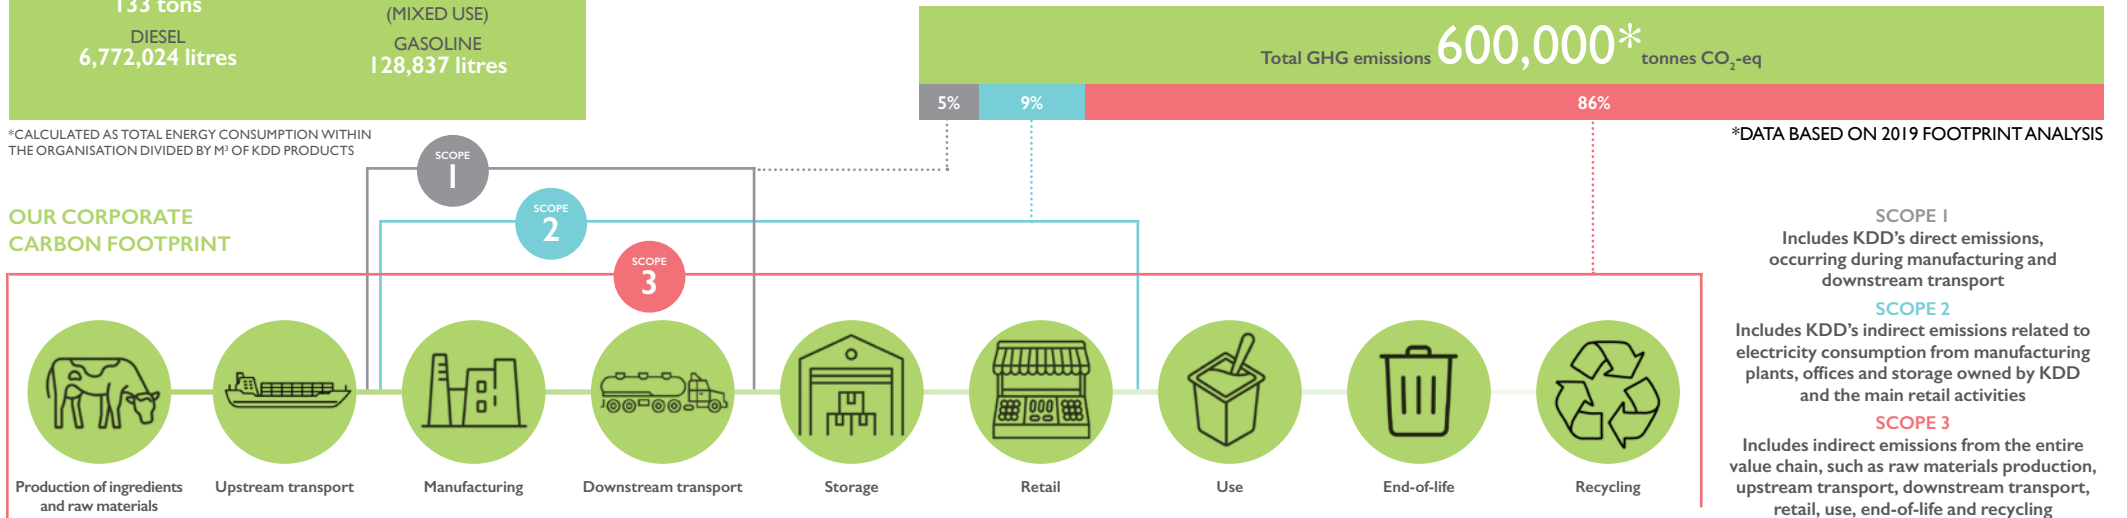 133 tons
DIESEL
6,772,024 litres
(MIXED USE)
GASOLINE
128,837 litres
*CALCULATED AS TOTAL ENERGY CONSUMPTION WITHIN
THE ORGANISATION DIVIDED BY M³ OF KDD PRODUCTS
Total GHG emissions 600,000* tonnes CO₂-eq
5% 9% 86%
*DATA BASED ON 2019 FOOTPRINT ANALYSIS
OUR CORPORATE
CARBON FOOTPRINT
SCOPE
1
SCOPE
2
SCOPE
3
Production of ingredients
and raw materials
Upstream transport
Manufacturing
Downstream transport
Storage
Retail
Use
End-of-life
Recycling
SCOPE 1
Includes KDD's direct emissions,
occurring during manufacturing and
downstream transport
SCOPE 2
Includes KDD's indirect emissions related to
electricity consumption from manufacturing
plants, offices and storage owned by KDD
and the main retail activities
SCOPE 3
Includes indirect emissions from the entire
value chain, such as raw materials production,
upstream transport, downstream transport,
retail, use, end-of-life and recycling